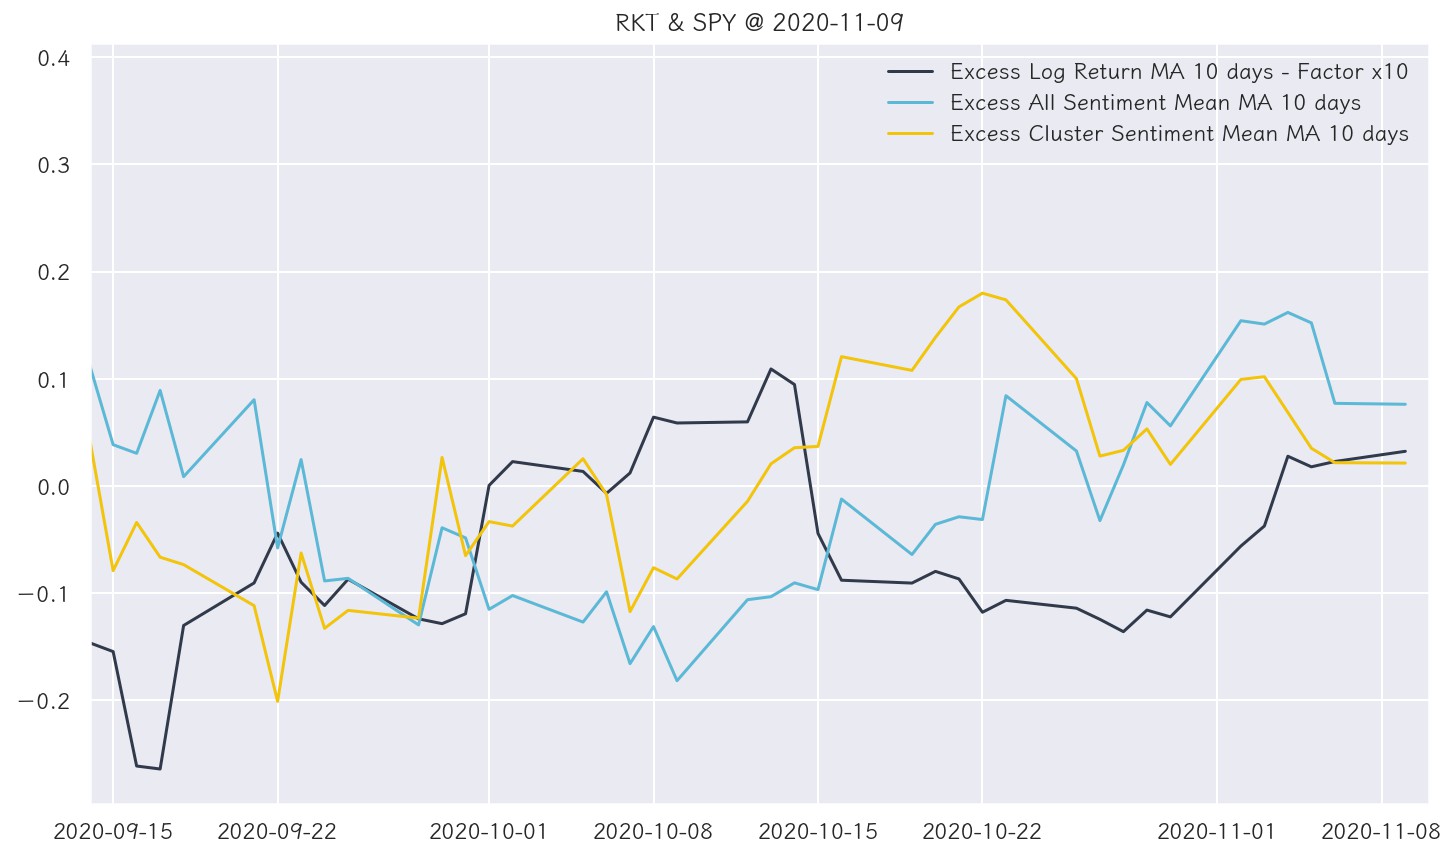 RKT & SPY @ 2020-11-09
Excess Log Return MA 10 days - Factor x10
Excess All Sentiment Mean MA 10 days
Excess Cluster Sentiment Mean MA 10 days
0.4
0.3
0.2
0.1
0.0
−0.1
−0.2
2020-09-15 2020-09-22 2020-10-01 2020-10-08 2020-10-15 2020-10-22 2020-11-01 2020-11-08